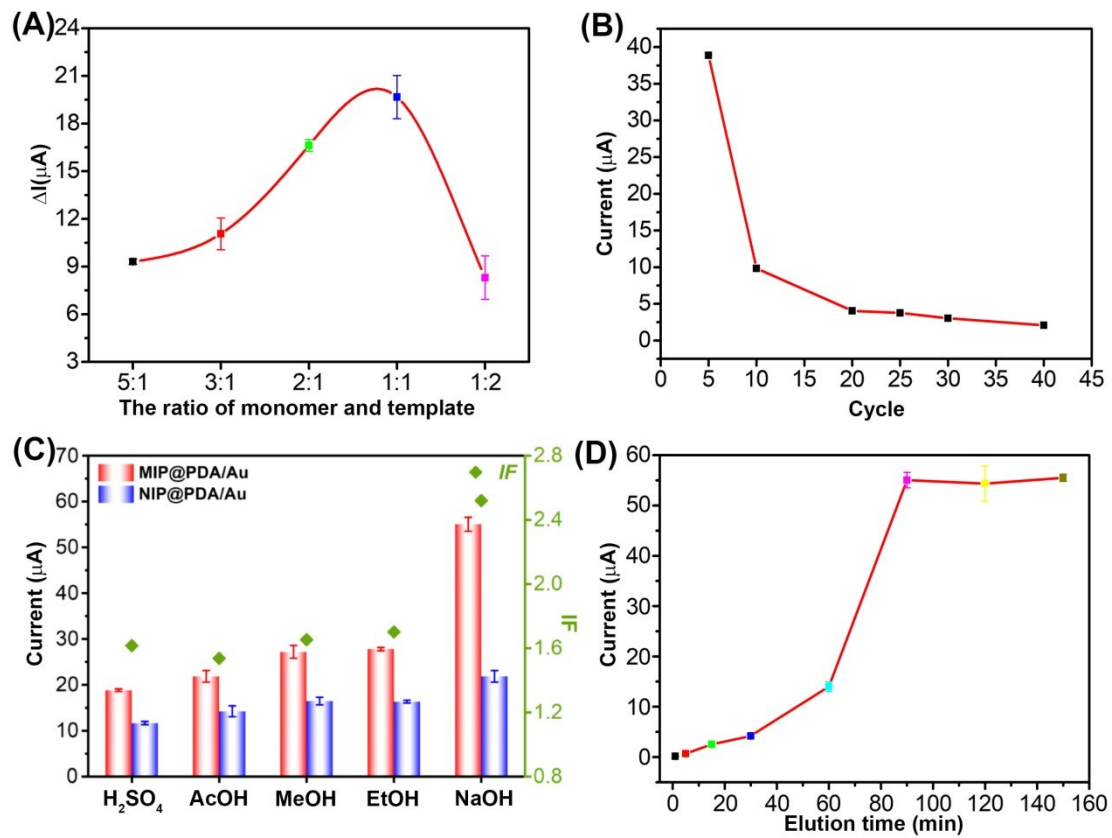 (A)
24
21
18
15
12
9
6
3
ΔI(μA)
5:1 3:1 2:1 1:1 1:2
The ratio of monomer and template
(B)
40
35
30
25
20
15
10
5
0
Current (μA)
0 5 10 15 20 25 30 35 40 45
Cycle
(C)
70
60
50
40
30
20
10
0
Current (μA)
MIP@PDA/Au
NIP@PDA/Au
IF
2.8
2.4
2.0
1.6
1.2
0.8
IF
H₂SO₄ AcOH MeOH EtOH NaOH
(D)
60
50
40
30
20
10
0
Current (μA)
0 20 40 60 80 100 120 140 160
Elution time (min)